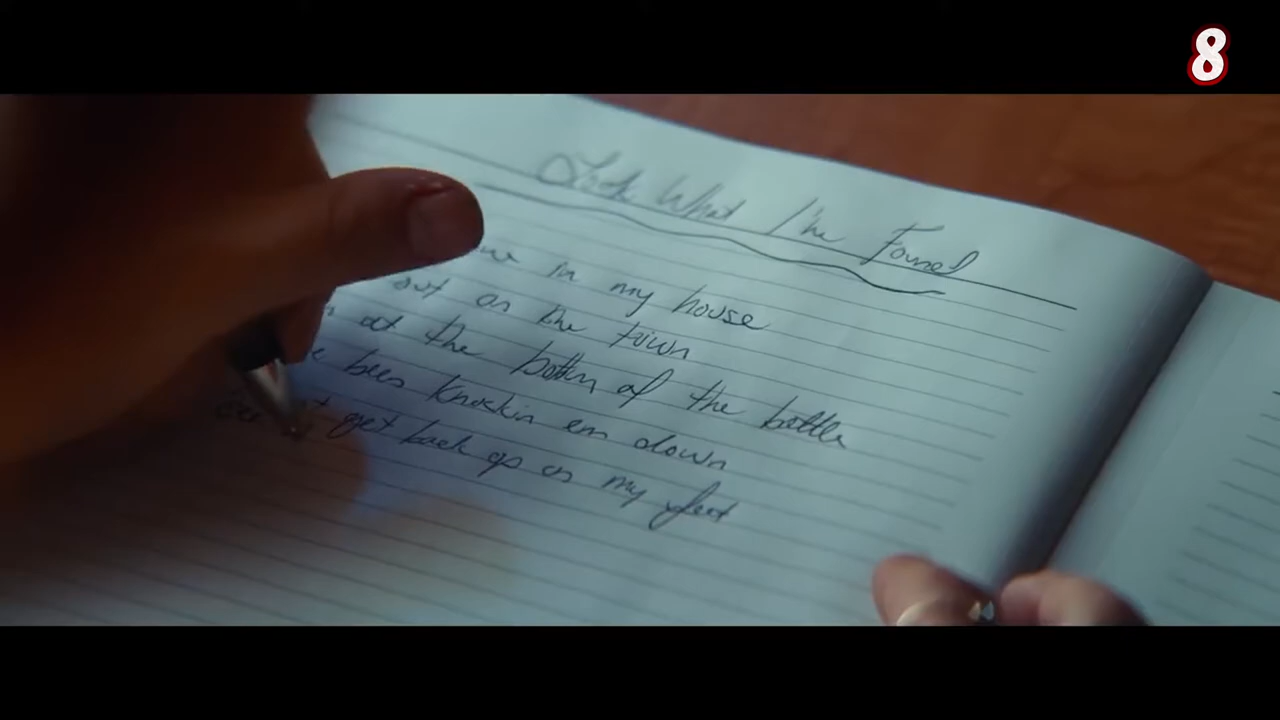 8
Look What I've Found
in my house
out on the town
at the bottom of the bottle
been knockin em down
get back up on my feet